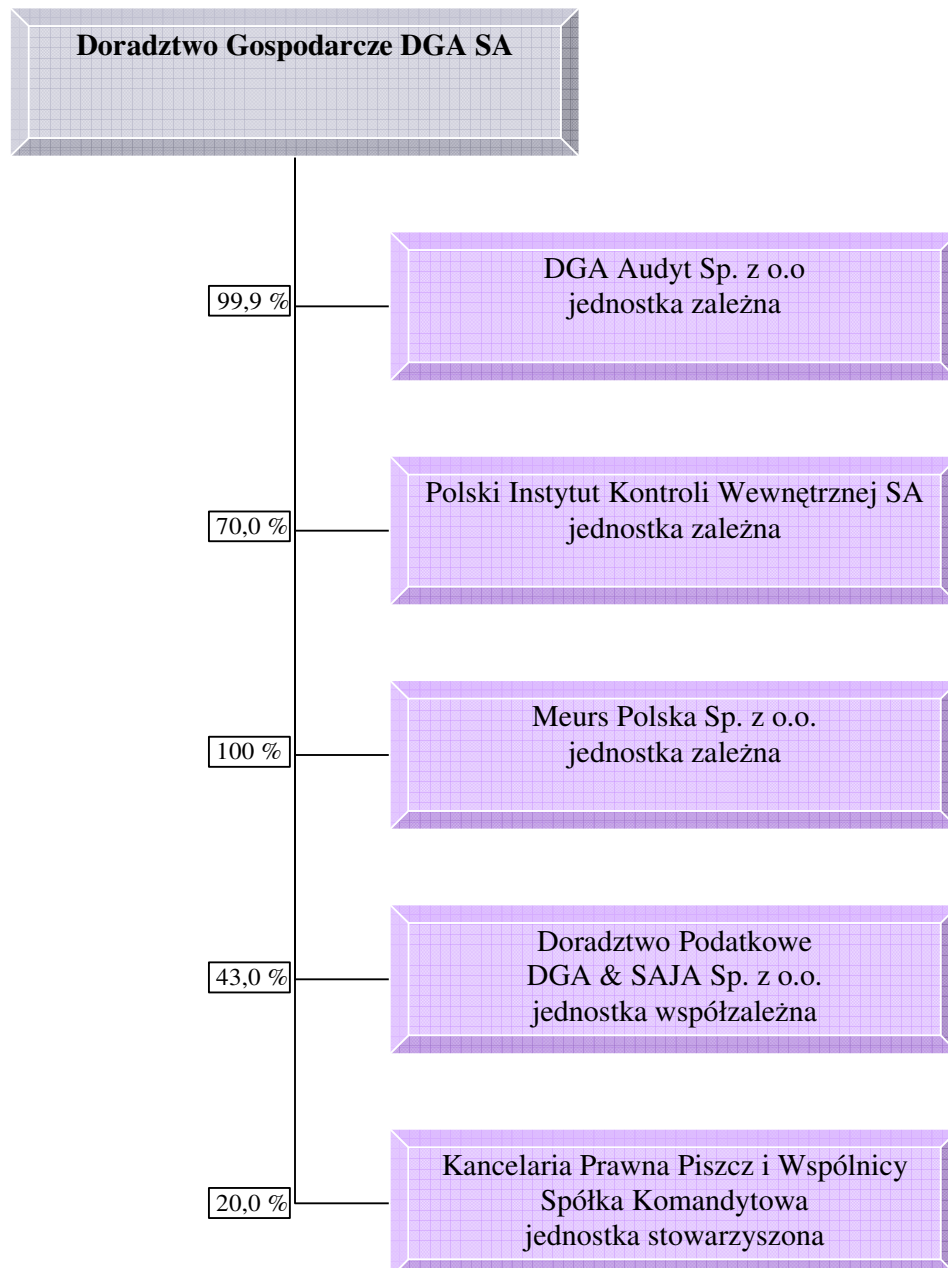 Doradztwo Gospodarcze DGA SA
99,9 %
DGA Audyt Sp. z o.o
jednostka zależna
70,0 %
Polski Instytut Kontroli Wewnętrznej SA
jednostka zależna
100 %
Meurs Polska Sp. z o.o.
jednostka zależna
43,0 %
Doradztwo Podatkowe
DGA & SAJA Sp. z o.o.
jednostka współzależna
20,0 %
Kancelaria Prawna Piszcz i Wspólnicy
Spółka Komandytowa
jednostka stowarzyszona